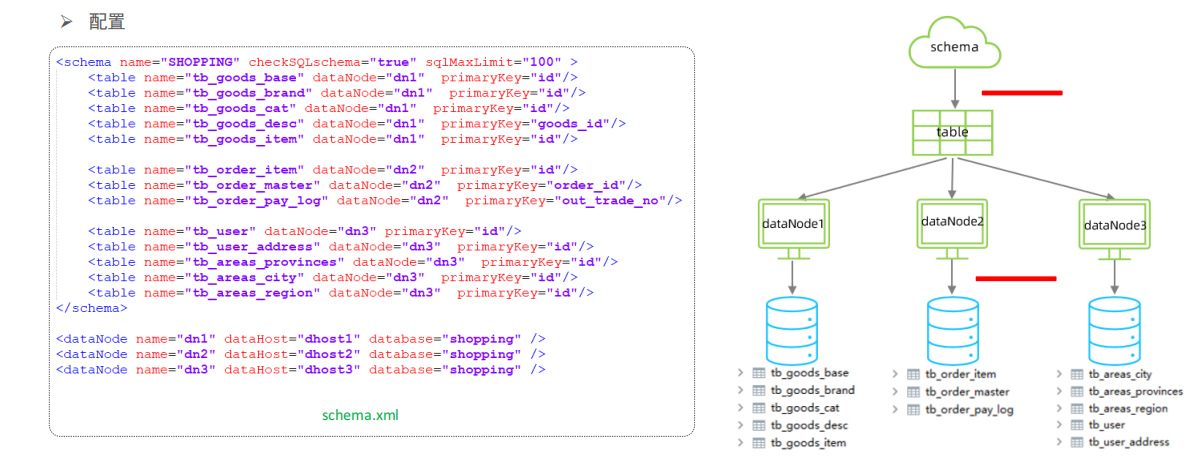 ➢ 配置
<schema name="SHOPPING" checkSQLschema="true" sqlMaxLimit="100" >
<table name="tb_goods_base" dataNode="dn1" primaryKey="id"/>
<table name="tb_goods_brand" dataNode="dn1" primaryKey="id"/>
<table name="tb_goods_cat" dataNode="dn1" primaryKey="id"/>
<table name="tb_goods_desc" dataNode="dn1" primaryKey="goods_id"/>
<table name="tb_goods_item" dataNode="dn1" primaryKey="id"/>
<table name="tb_order_item" dataNode="dn2" primaryKey="id"/>
<table name="tb_order_master" dataNode="dn2" primaryKey="order_id"/>
<table name="tb_order_pay_log" dataNode="dn2" primaryKey="out_trade_no"/>
<table name="tb_user" dataNode="dn3" primaryKey="id"/>
<table name="tb_user_address" dataNode="dn3" primaryKey="id"/>
<table name="tb_areas_provinces" dataNode="dn3" primaryKey="id"/>
<table name="tb_areas_city" dataNode="dn3" primaryKey="id"/>
<table name="tb_areas_region" dataNode="dn3" primaryKey="id"/>
</schema>
<dataNode name="dn1" dataHost="dhost1" database="shopping" />
<dataNode name="dn2" dataHost="dhost2" database="shopping" />
<dataNode name="dn3" dataHost="dhost3" database="shopping" />
schema.xml
schema
table
dataNode1
dataNode2
dataNode3
tb_goods_base
tb_goods_brand
tb_goods_cat
tb_goods_desc
tb_goods_item
tb_order_item
tb_order_master
tb_order_pay_log
tb_areas_city
tb_areas_provinces
tb_areas_region
tb_user
tb_user_address